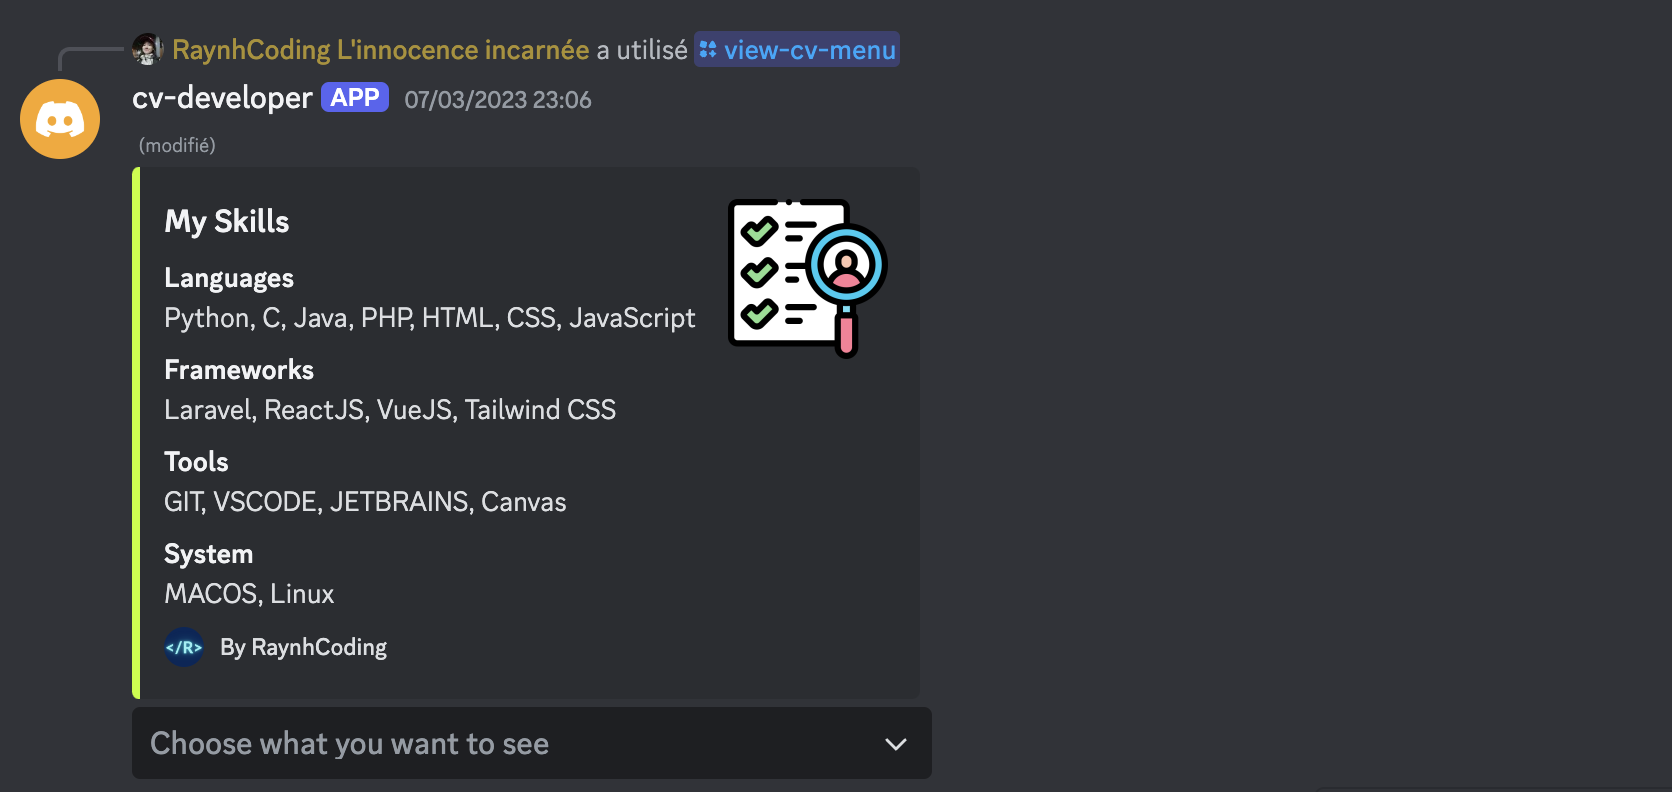 RaynhCoding L'innocence incarnée a utilisé view-cv-menu
cv-developer APP 07/03/2023 23:06
(modifié)
My Skills
Languages
Python, C, Java, PHP, HTML, CSS, JavaScript
Frameworks
Laravel, ReactJS, VueJS, Tailwind CSS
Tools
GIT, VSCODE, JETBRAINS, Canvas
System
MACOS, Linux
</R> By RaynhCoding
Choose what you want to see